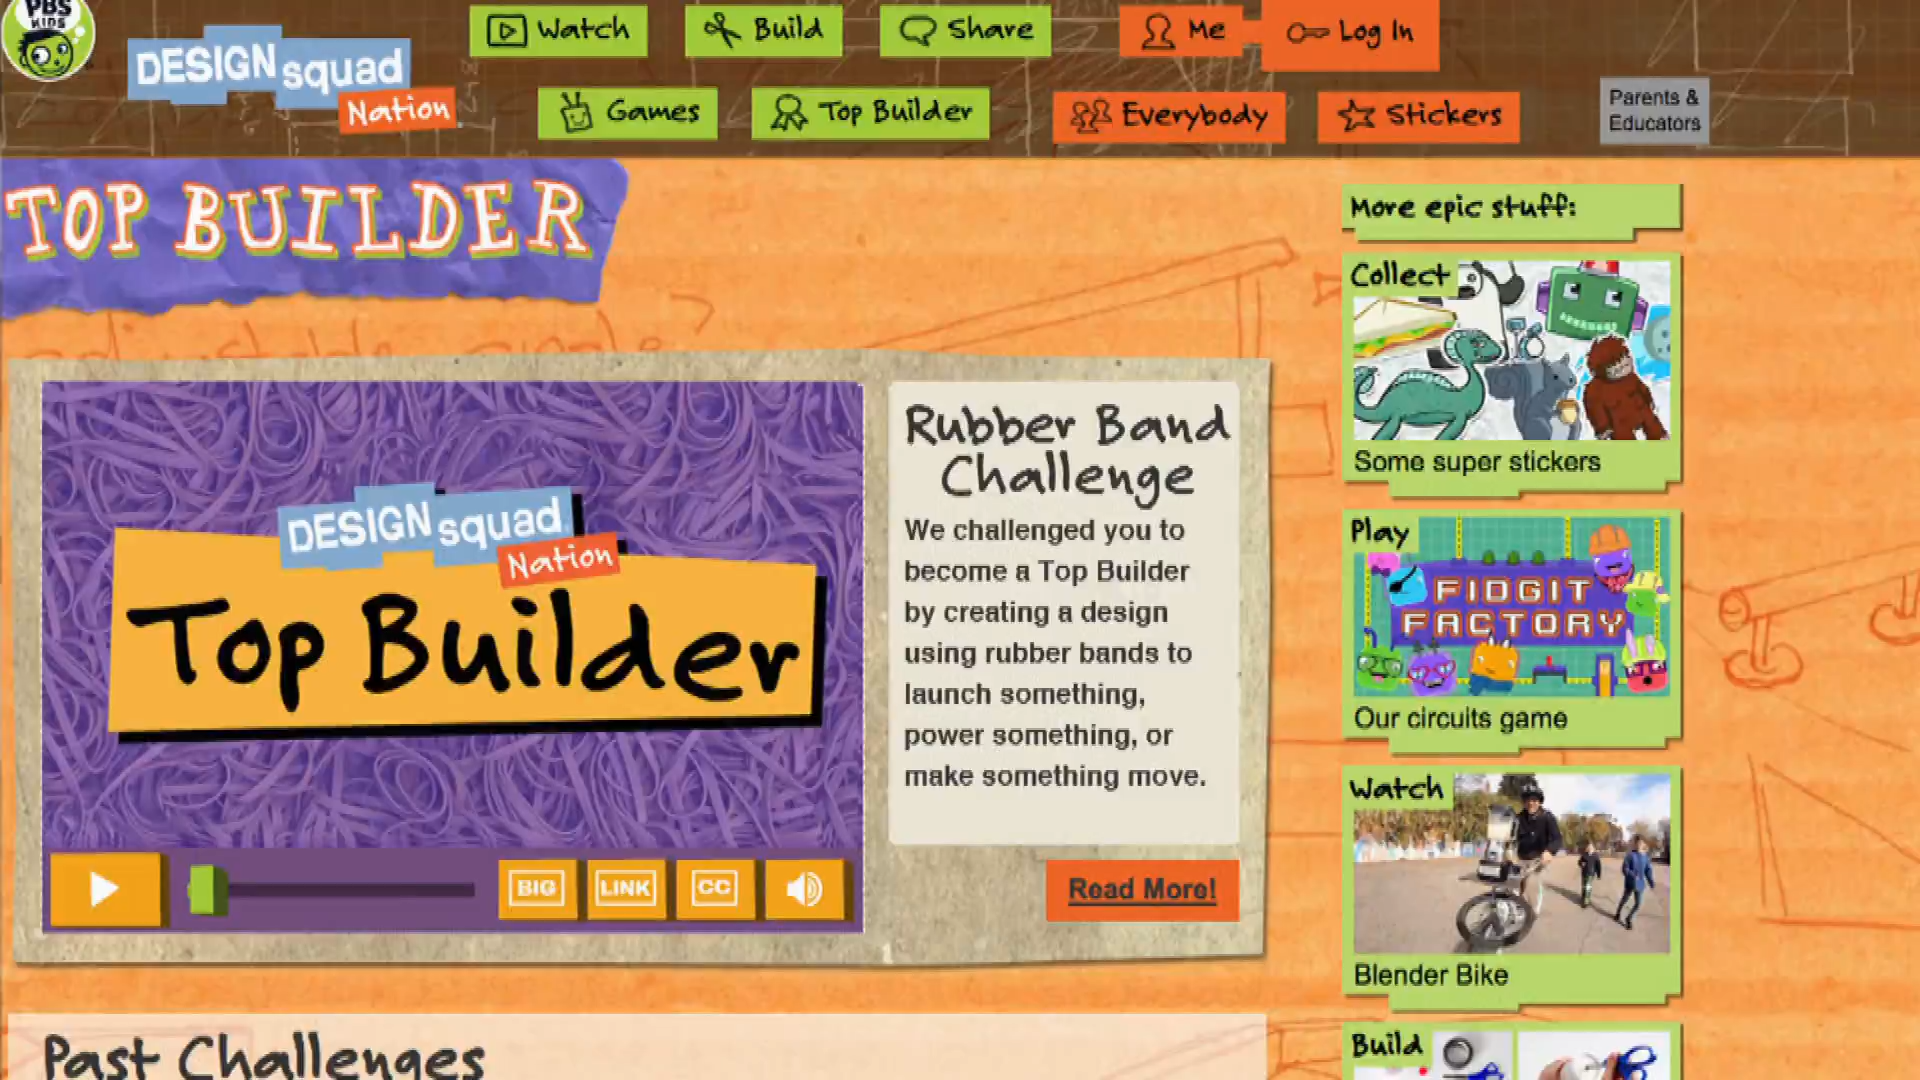 PBS
KIDS
DESIGN squad
Nation
Watch
Build
Share
Me
Log In
Games
Top Builder
Everybody
Stickers
Parents &
Educators
TOP BUILDER
More epic stuff:
Collect
Some super stickers
Play
FIDGIT
FACTORY
Our circuits game
Watch
Blender Bike
Build
DESIGN squad
Nation
Top Builder
BIG
LINK
CC
Rubber Band
Challenge
We challenged you to
become a Top Builder
by creating a design
using rubber bands to
launch something,
power something, or
make something move.
Read More!
Past Challenges